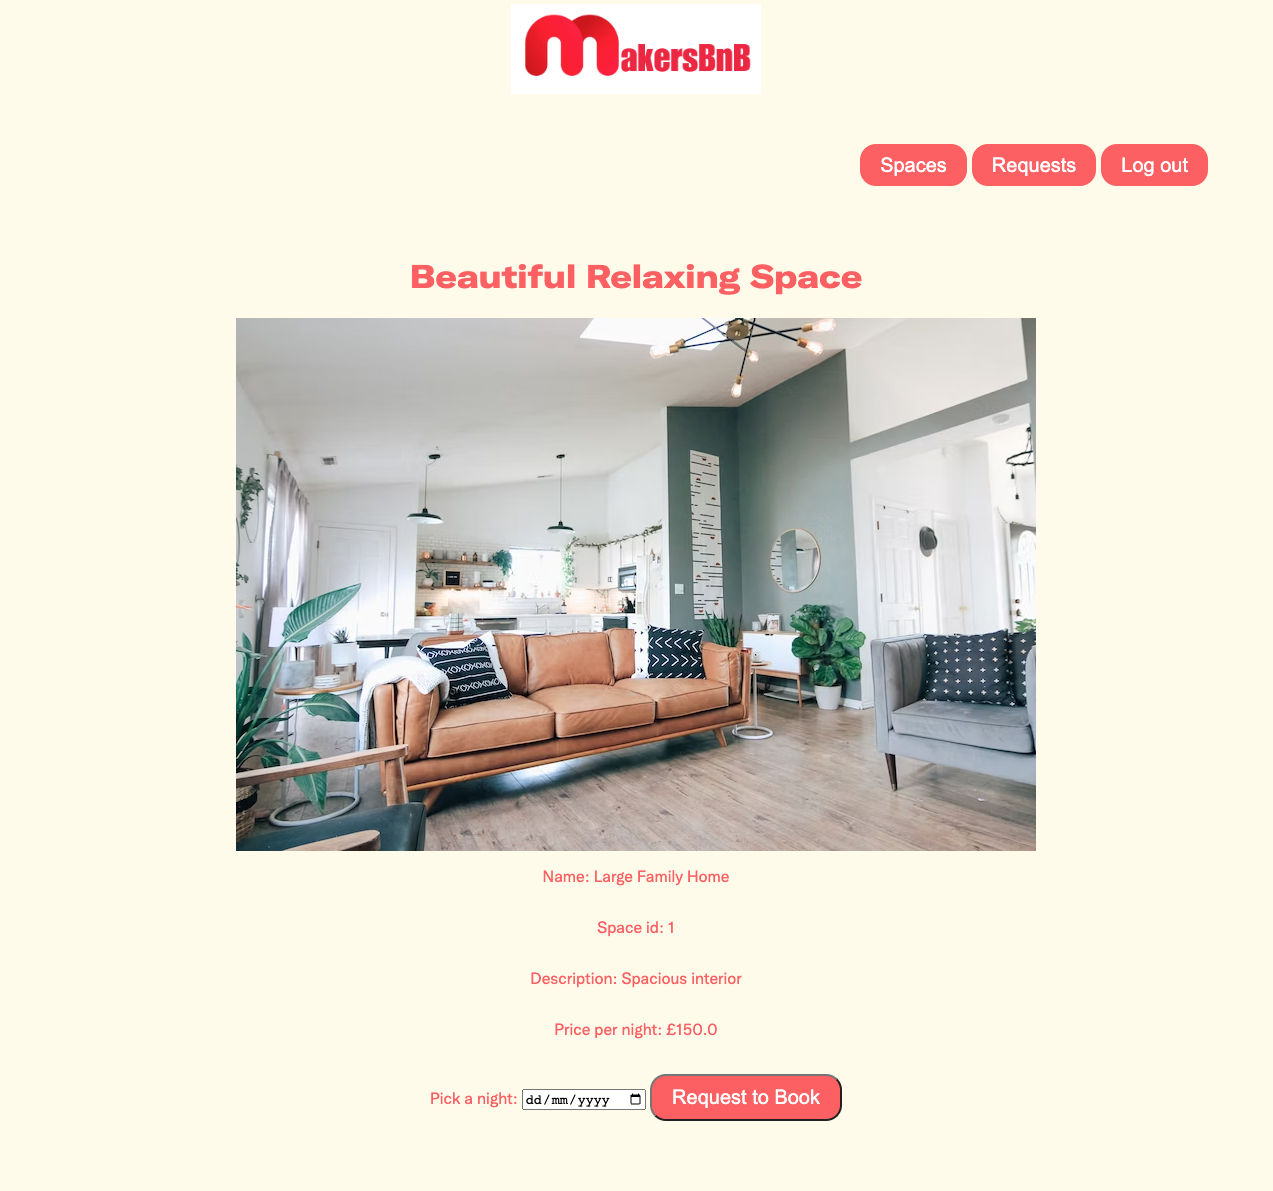 MakersBnB
Spaces Requests Log out
Beautiful Relaxing Space
Name: Large Family Home
Space id: 1
Description: Spacious interior
Price per night: £150.0
Pick a night: dd/mm/yyyy Request to Book